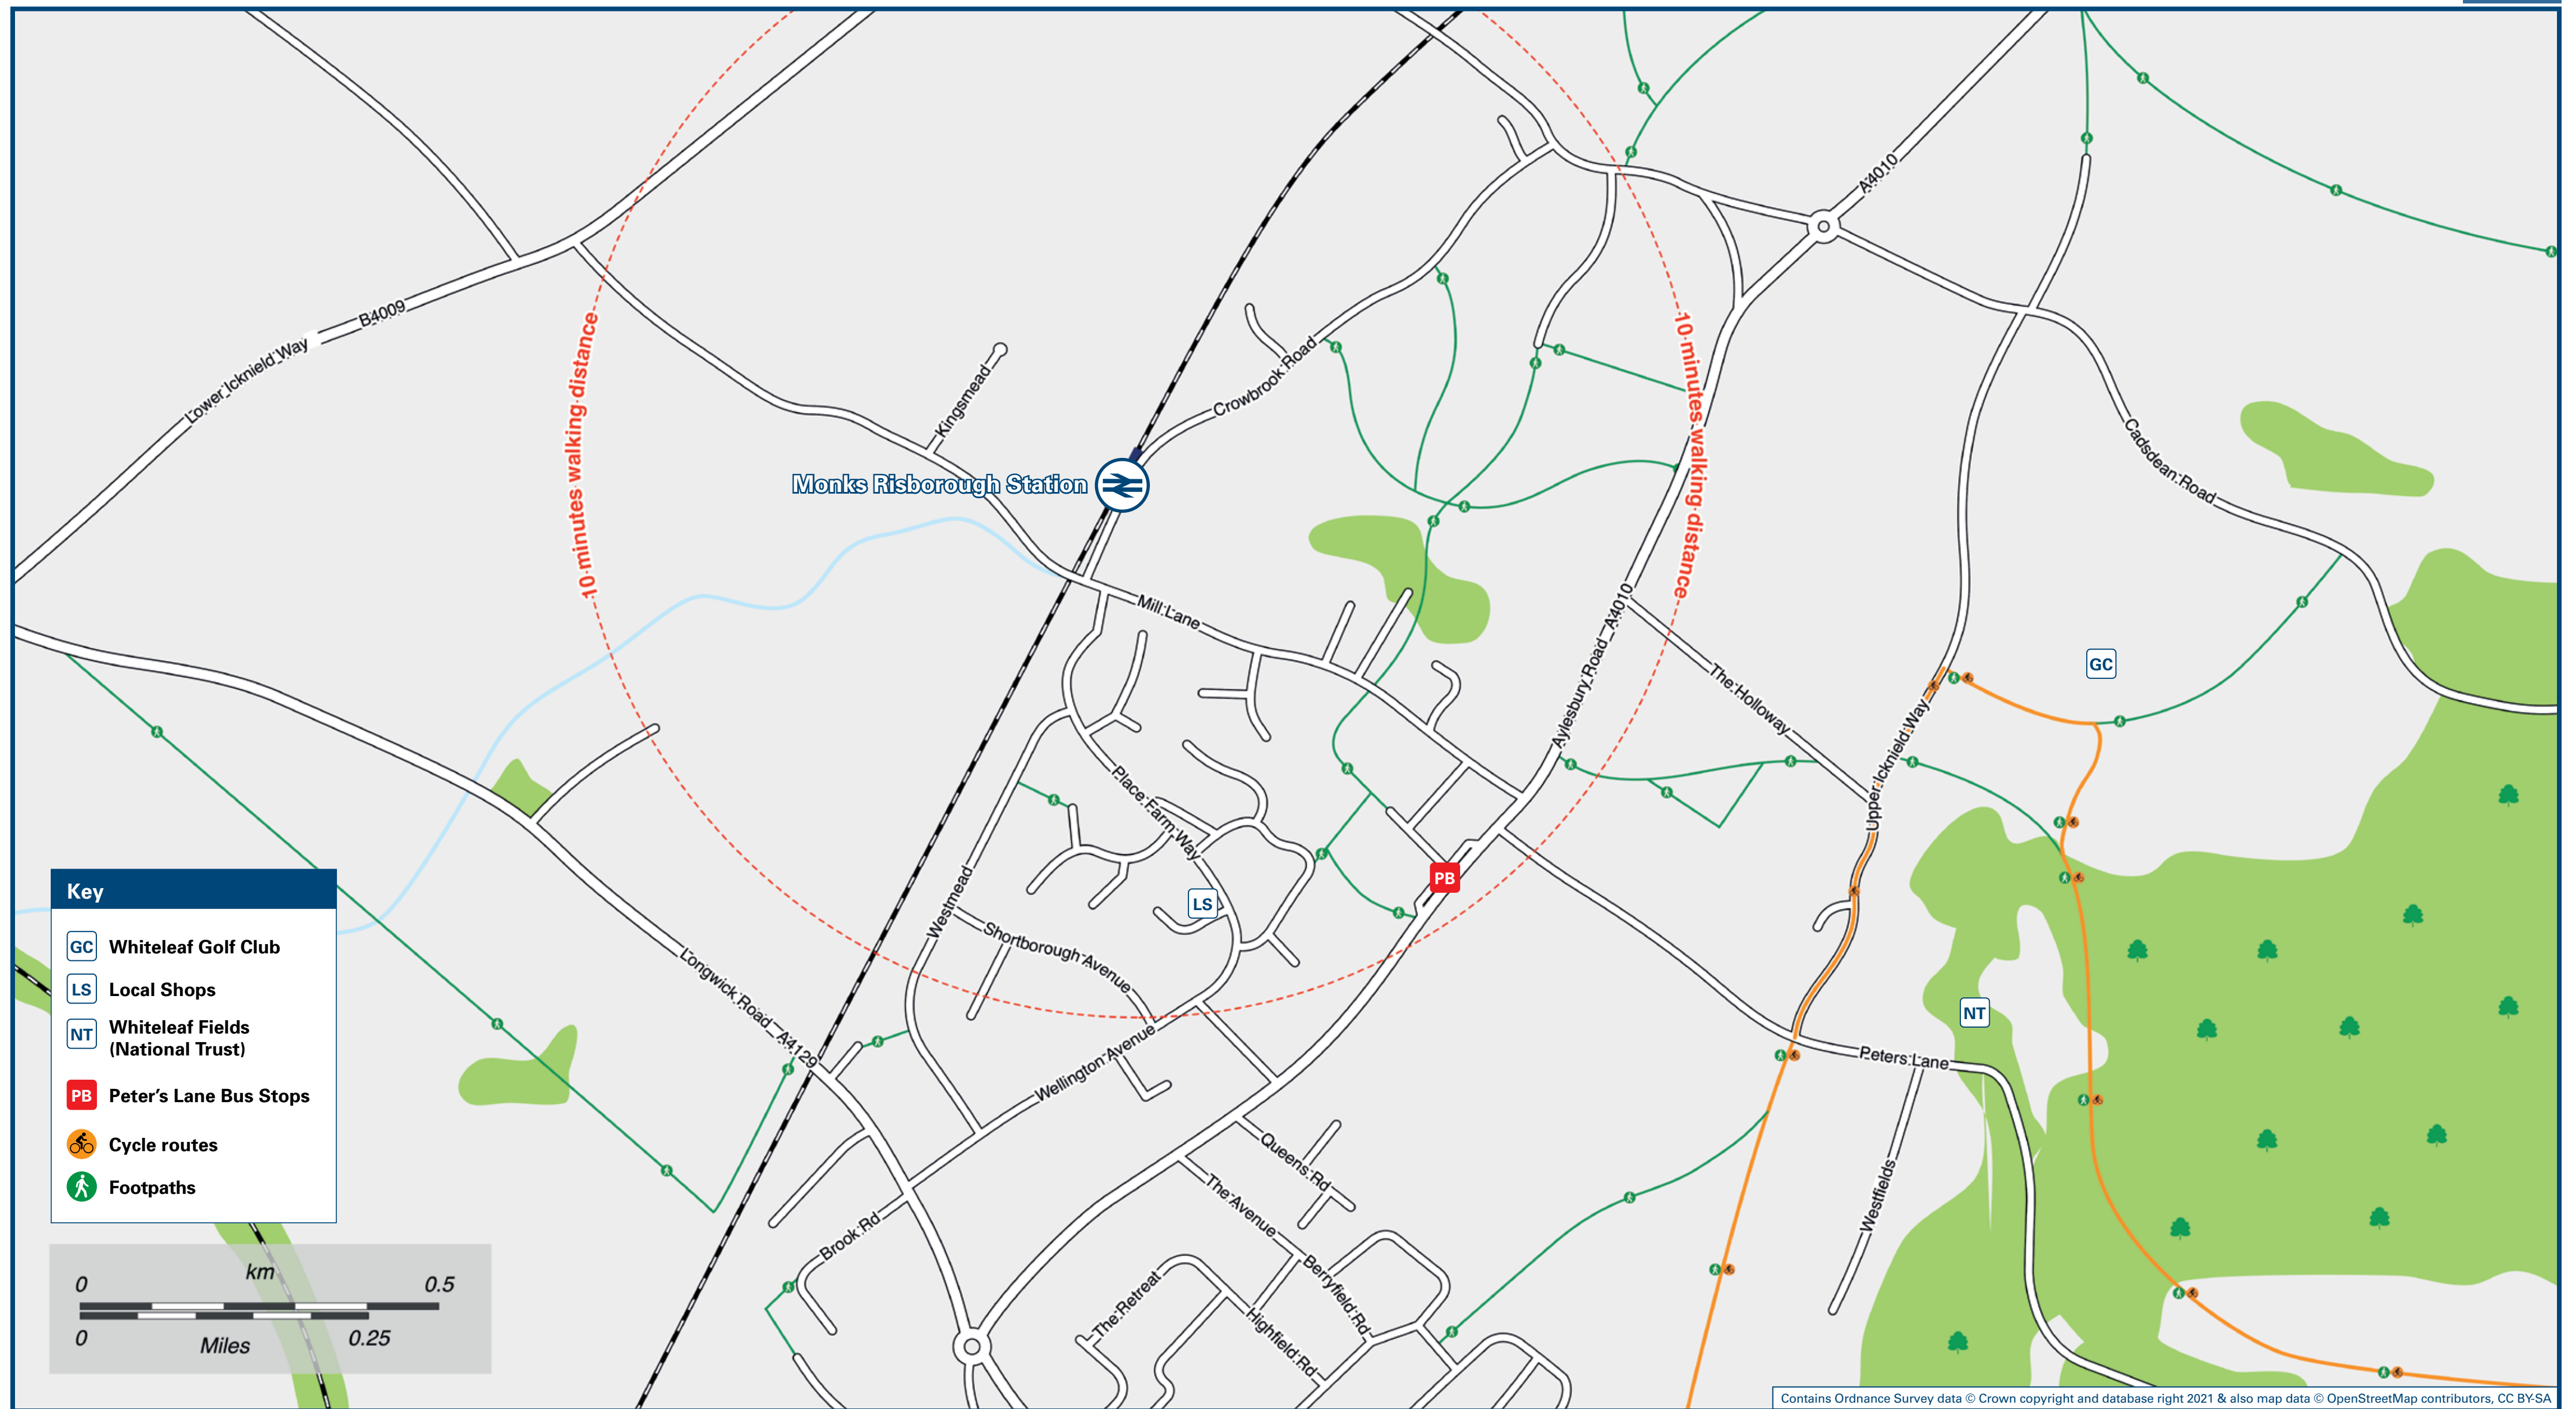 A4010
B4009
Lower Icknield Way
10 minutes walking distance
10 minutes walking distance
Kingsmead
Crowbrook Road
Monks Risborough Station
Cadsdean Road
Mill Lane
Aylesbury Road_A4010
The Holloway
GC
Upper Icknield Way
Place Farm Way
PB
LS
Westmead
Shortborough Avenue
Longwick Road_A4129
NT
Wellington Avenue
Peters Lane
Queens Rd
The Avenue
Westfields
Brook Rd
Berryfield Rd
The Retreat
Highfield Rd
Key
GC Whiteleaf Golf Club
LS Local Shops
NT Whiteleaf Fields
(National Trust)
PB Peter's Lane Bus Stops
Cycle routes
Footpaths
km
0 0.5
0 0.25
Miles
Contains Ordnance Survey data © Crown copyright and database right 2021 & also map data © OpenStreetMap contributors, CC BY-SA